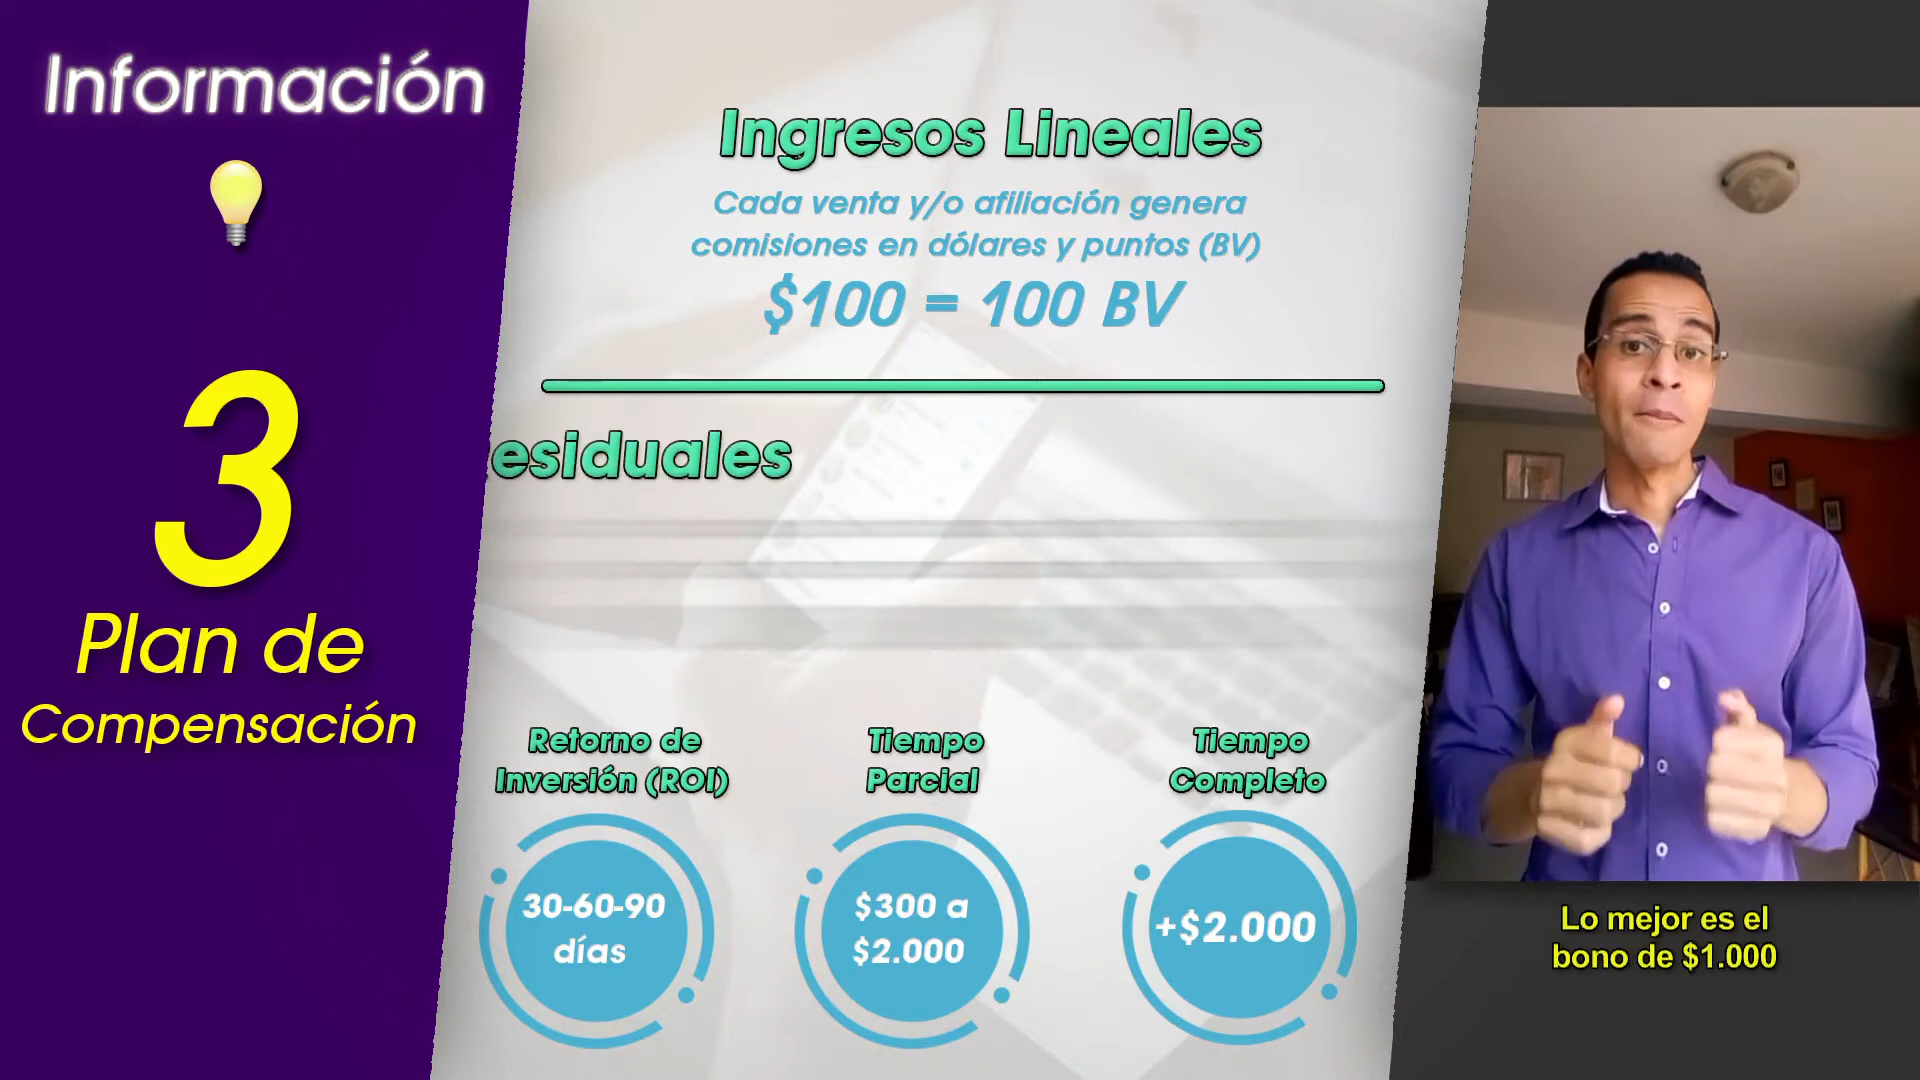 Información
3
Plan de
Compensación
Ingresos Lineales
Cada venta y/o afiliación genera
comisiones en dólares y puntos (BV)
$100 = 100 BV
esiduales
Retorno de
Inversión (ROI)
30-60-90
días
Tiempo
Parcial
$300 a
$2.000
Tiempo
Completo
+$2.000
Lo mejor es el
bono de $1.000